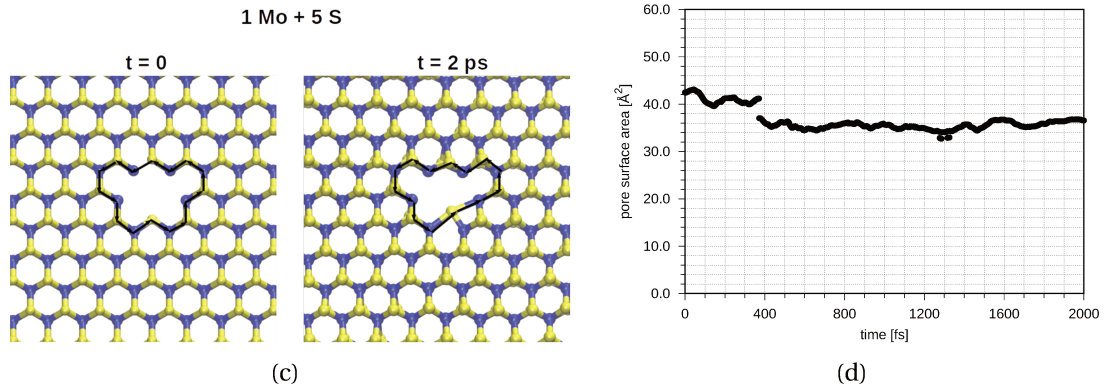 1 Mo + 5 S
t = 0
t = 2 ps
(c)
60.0
50.0
40.0
30.0
20.0
10.0
0.0
pore surface area [Å²]
0
400
800
1200
1600
2000
time [fs]
(d)